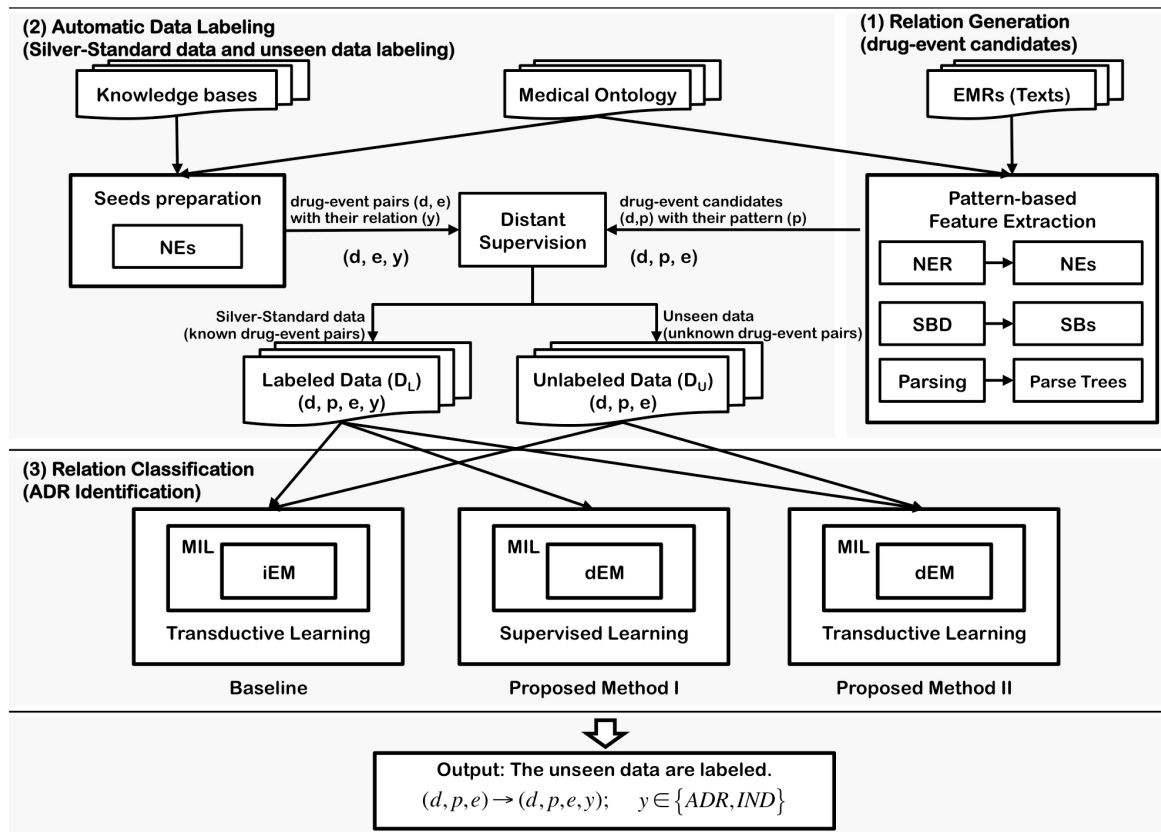 (2) Automatic Data Labeling
(Silver-Standard data and unseen data labeling)
(1) Relation Generation
(drug-event candidates)
Knowledge bases
Medical Ontology
EMRs (Texts)
Seeds preparation
NEs
drug-event pairs (d, e)
with their relation (y)
(d, e, y)
Distant
Supervision
drug-event candidates
(d,p) with their pattern (p)
(d, p, e)
Pattern-based
Feature Extraction
NER
NEs
SBD
SBs
Parsing
Parse Trees
Silver-Standard data
(known drug-event pairs)
Unseen data
(unknown drug-event pairs)
Labeled Data (D_L)
(d, p, e, y)
Unlabeled Data (D_U)
(d, p, e)
(3) Relation Classification
(ADR Identification)
MIL
iEM
Transductive Learning
Baseline
MIL
dEM
Supervised Learning
Proposed Method I
MIL
dEM
Transductive Learning
Proposed Method II
Output: The unseen data are labeled.
(d,p,e)→(d,p,e,y); y∈{ADR,IND}